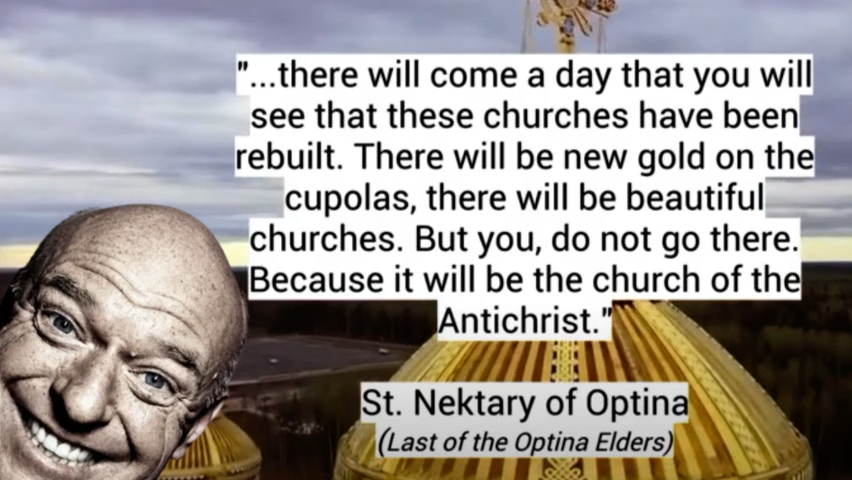 "...there will come a day that you will
see that these churches have been
rebuilt. There will be new gold on the
cupolas, there will be beautiful
churches. But you, do not go there.
Because it will be the church of the
Antichrist."
St. Nektary of Optina
(Last of the Optina Elders)